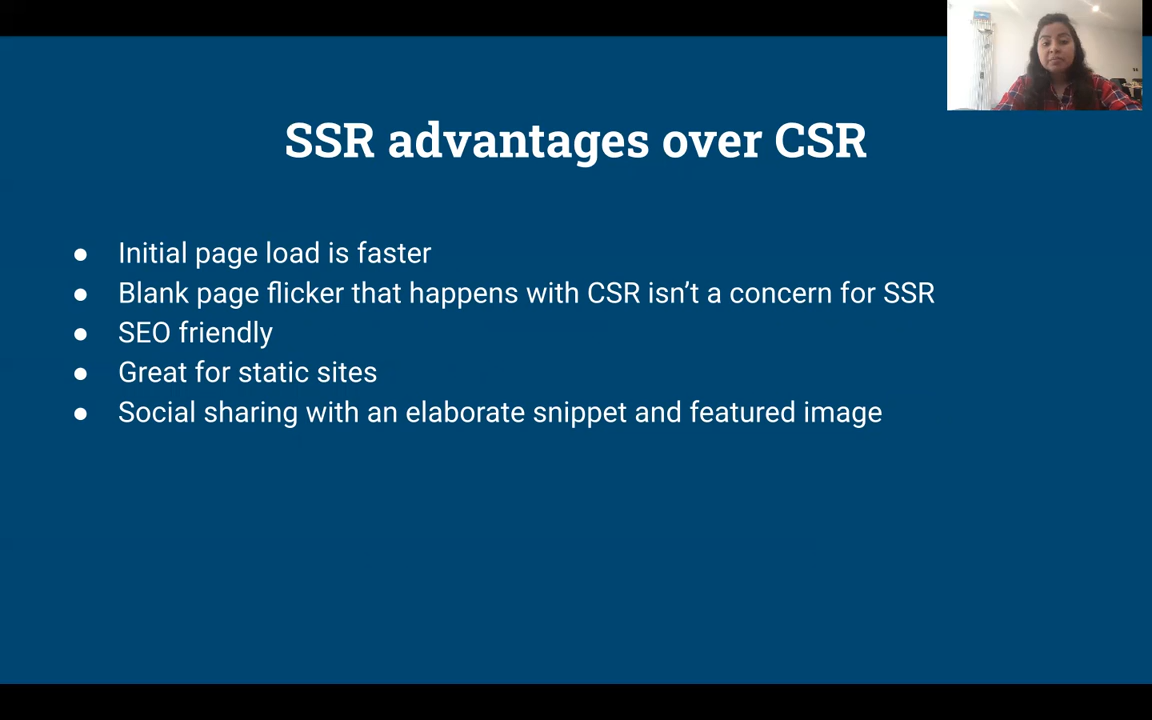 SSR advantages over CSR
● Initial page load is faster
● Blank page flicker that happens with CSR isn’t a concern for SSR
● SEO friendly
● Great for static sites
● Social sharing with an elaborate snippet and featured image